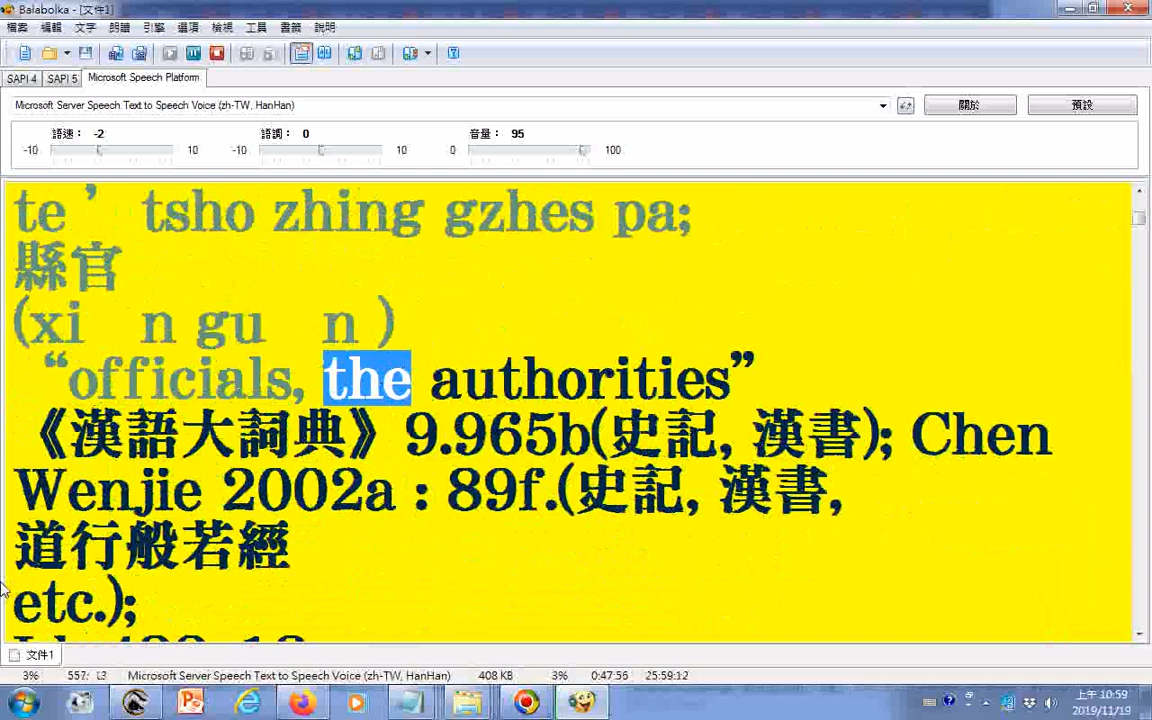 Balabolka - [文件1]
檔案 編輯 文字 朗讀 引擎 選項 檢視 工具 書籤 說明
SAPI 4 SAPI 5 Microsoft Speech Platform
Microsoft Server Speech Text to Speech Voice (zh-TW, HanHan) 關於 預設
語速： -2 語調： 0 音量： 95
-10 10 -10 10 0 100
te ’ tsho zhing gzhes pa;
縣官
(xi n gu n )
“officials, the authorities”
《漢語大詞典》9.965b(史記, 漢書); Chen
Wenjie 2002a : 89f.(史記, 漢書,
道行般若經
etc.);
文件1
3% 557: Microsoft Server Speech Text to Speech Voice (zh-TW, HanHan) 408 KB 3% 0:47:56 25:59:12
上午 10:59
2019/11/19